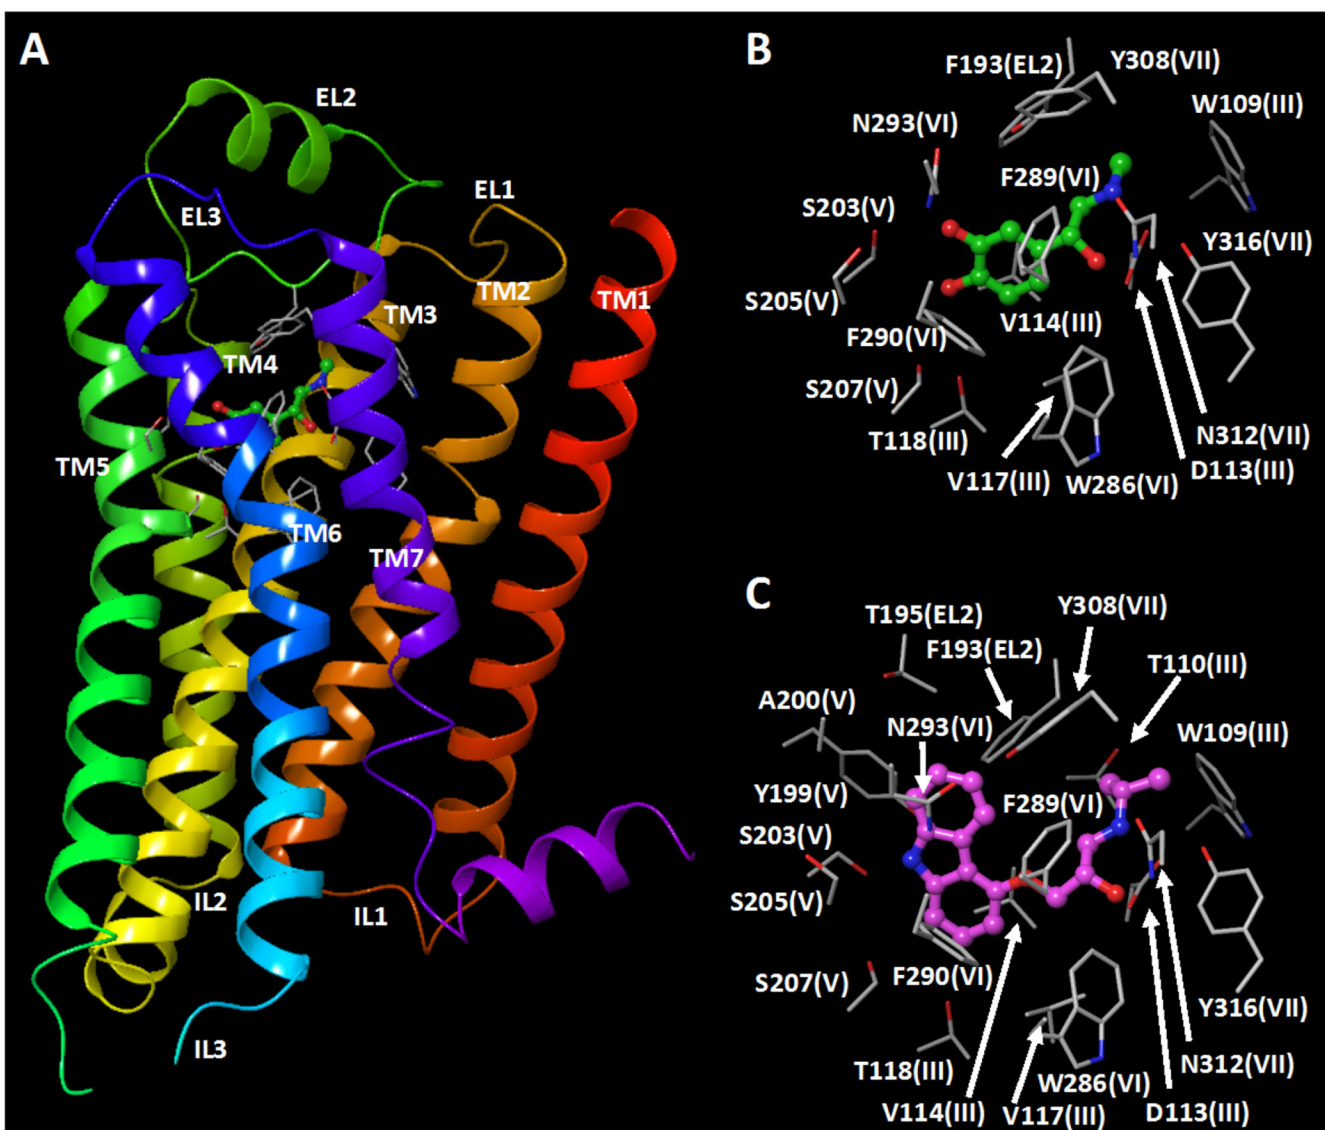 A
EL2
EL3
EL1
TM3
TM2
TM1
TM4
TM5
TM6
TM7
IL2
IL1
IL3
B
F193(EL2)
Y308(VII)
W109(III)
N293(VI)
F289(VI)
S203(V)
Y316(VII)
S205(V)
V114(III)
F290(VI)
S207(V)
T118(III)
N312(VII)
V117(III)
W286(VI)
D113(III)
C
T195(EL2)
Y308(VII)
F193(EL2)
T110(III)
A200(V)
N293(VI)
W109(III)
Y199(V)
F289(VI)
S203(V)
S205(V)
S207(V)
F290(VI)
Y316(VII)
T118(III)
N312(VII)
W286(VI)
V114(III)
V117(III)
D113(III)